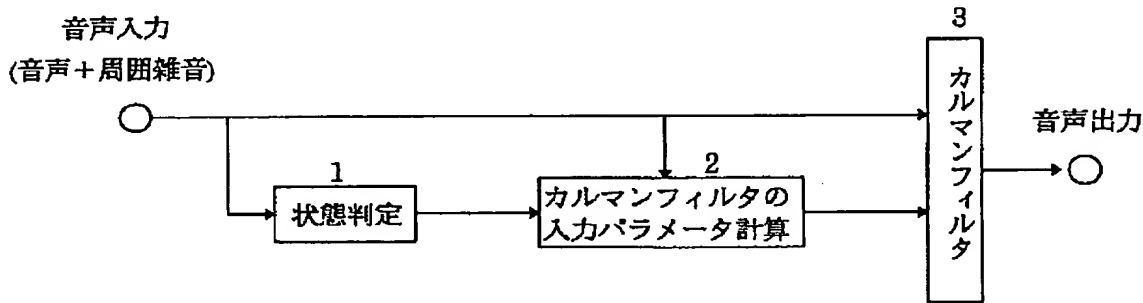 音声入力
(音声+周囲雑音)
1
状態判定
2
カルマンフィルタの
入力パラメータ計算
3
カルマンフィルタ
音声出力